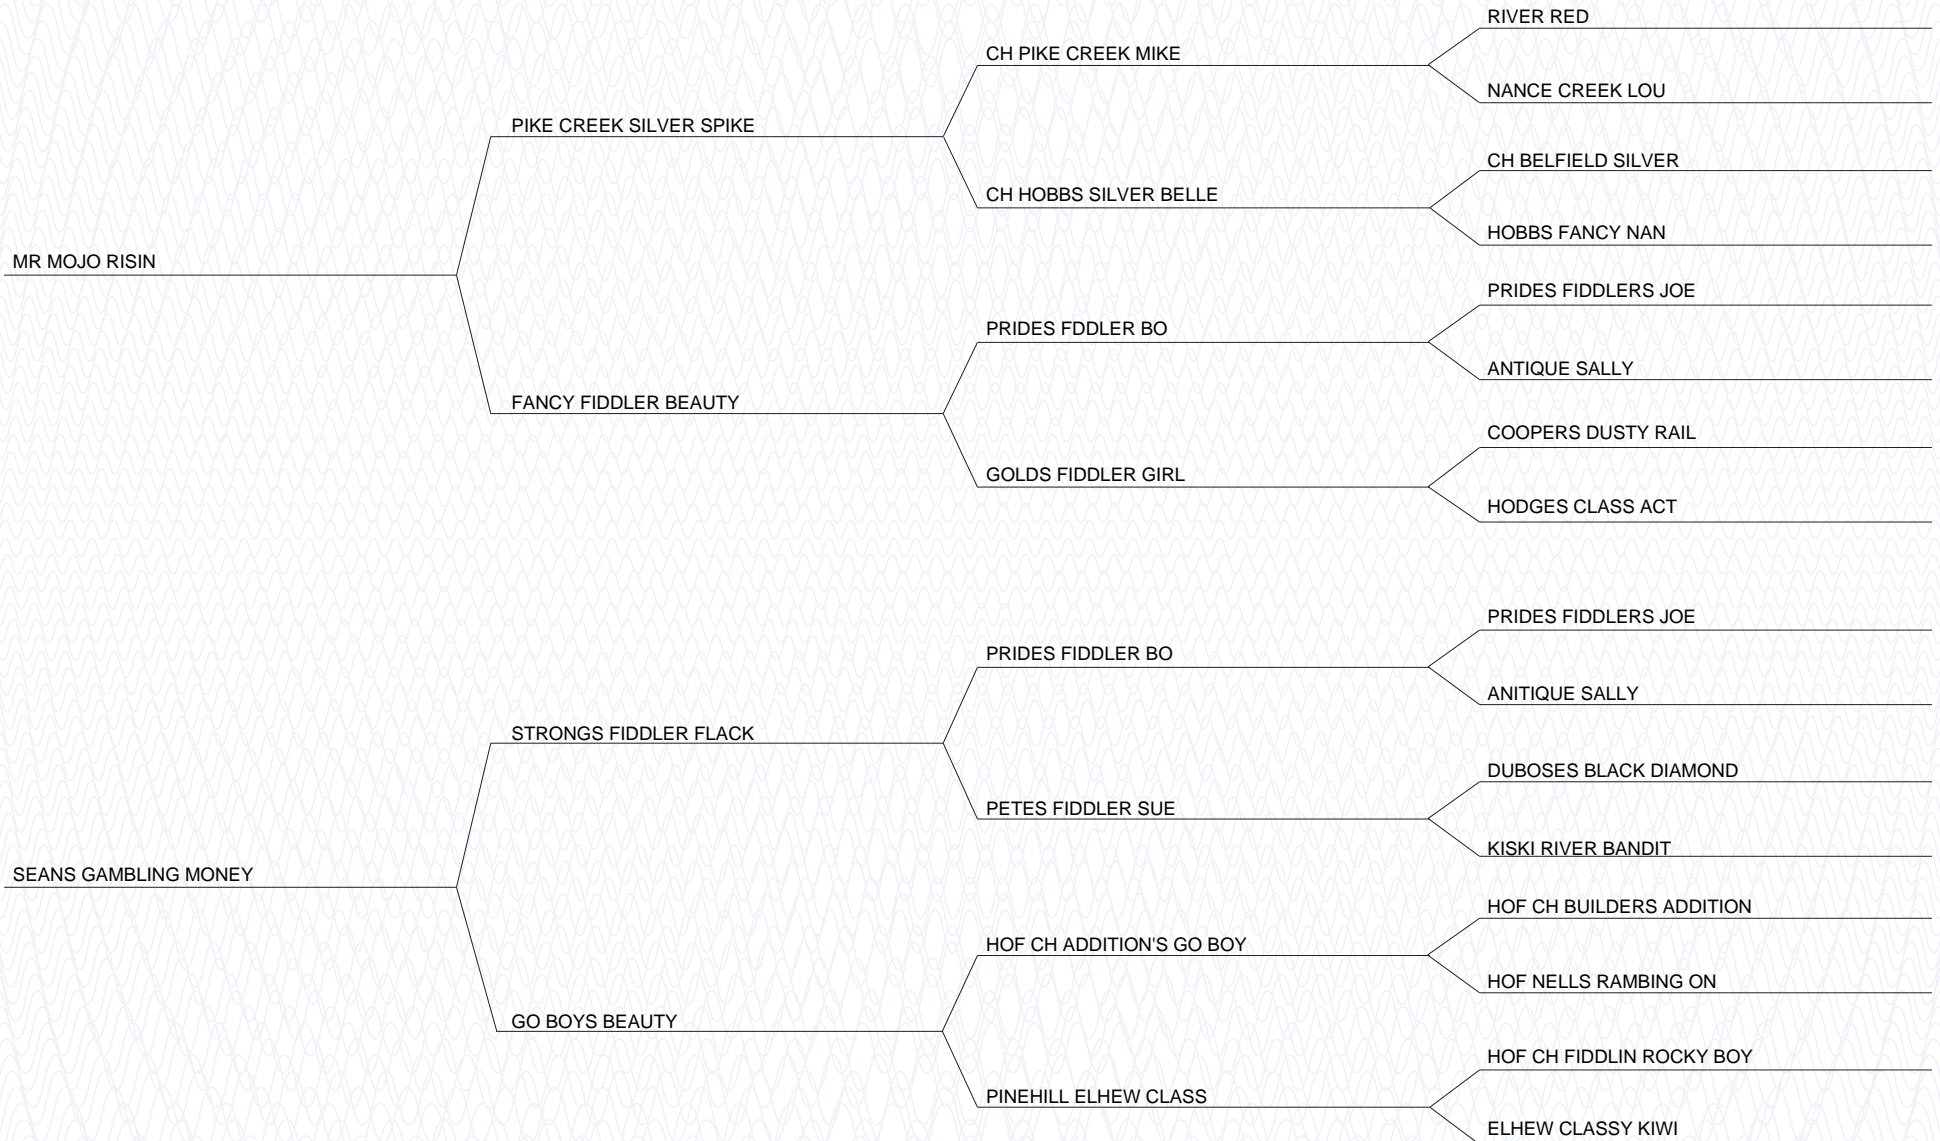 RIVER RED
CH PIKE CREEK MIKE
NANCE CREEK LOU
PIKE CREEK SILVER SPIKE
CH BELFIELD SILVER
CH HOBBS SILVER BELLE
HOBBS FANCY NAN
MR MOJO RISIN
PRIDES FIDDLERS JOE
PRIDES FDDLER BO
ANTIQUE SALLY
FANCY FIDDLER BEAUTY
COOPERS DUSTY RAIL
GOLDS FIDDLER GIRL
HODGES CLASS ACT
PRIDES FIDDLERS JOE
PRIDES FIDDLER BO
ANITIQUE SALLY
STRONGS FIDDLER FLACK
DUBOSES BLACK DIAMOND
PETES FIDDLER SUE
KISKI RIVER BANDIT
SEANS GAMBLING MONEY
HOF CH BUILDERS ADDITION
HOF CH ADDITION'S GO BOY
HOF NELLS RAMBING ON
GO BOYS BEAUTY
HOF CH FIDDLIN ROCKY BOY
PINEHILL ELHEW CLASS
ELHEW CLASSY KIWI